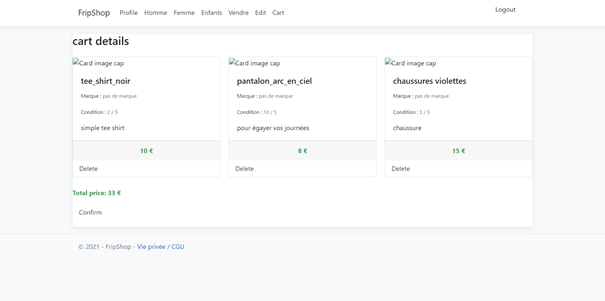 FripShop Profile Homme Femme Enfants Vendre Edit Cart Logout
cart details
Card image cap Card image cap Card image cap
tee_shirt_noir pantalon_arc_en_ciel chaussures violettes
Marque : pas de marque Marque : pas de marque Marque : pas de marque
Condition : 2 / 5 Condition : 10 / 5 Condition : 5 / 5
simple tee shirt pour égayer vos journées chaussure
10 € 8 € 15 €
Delete Delete Delete
Total price: 33 €
Confirm
© 2021 - FripShop - Vie privée / CGU